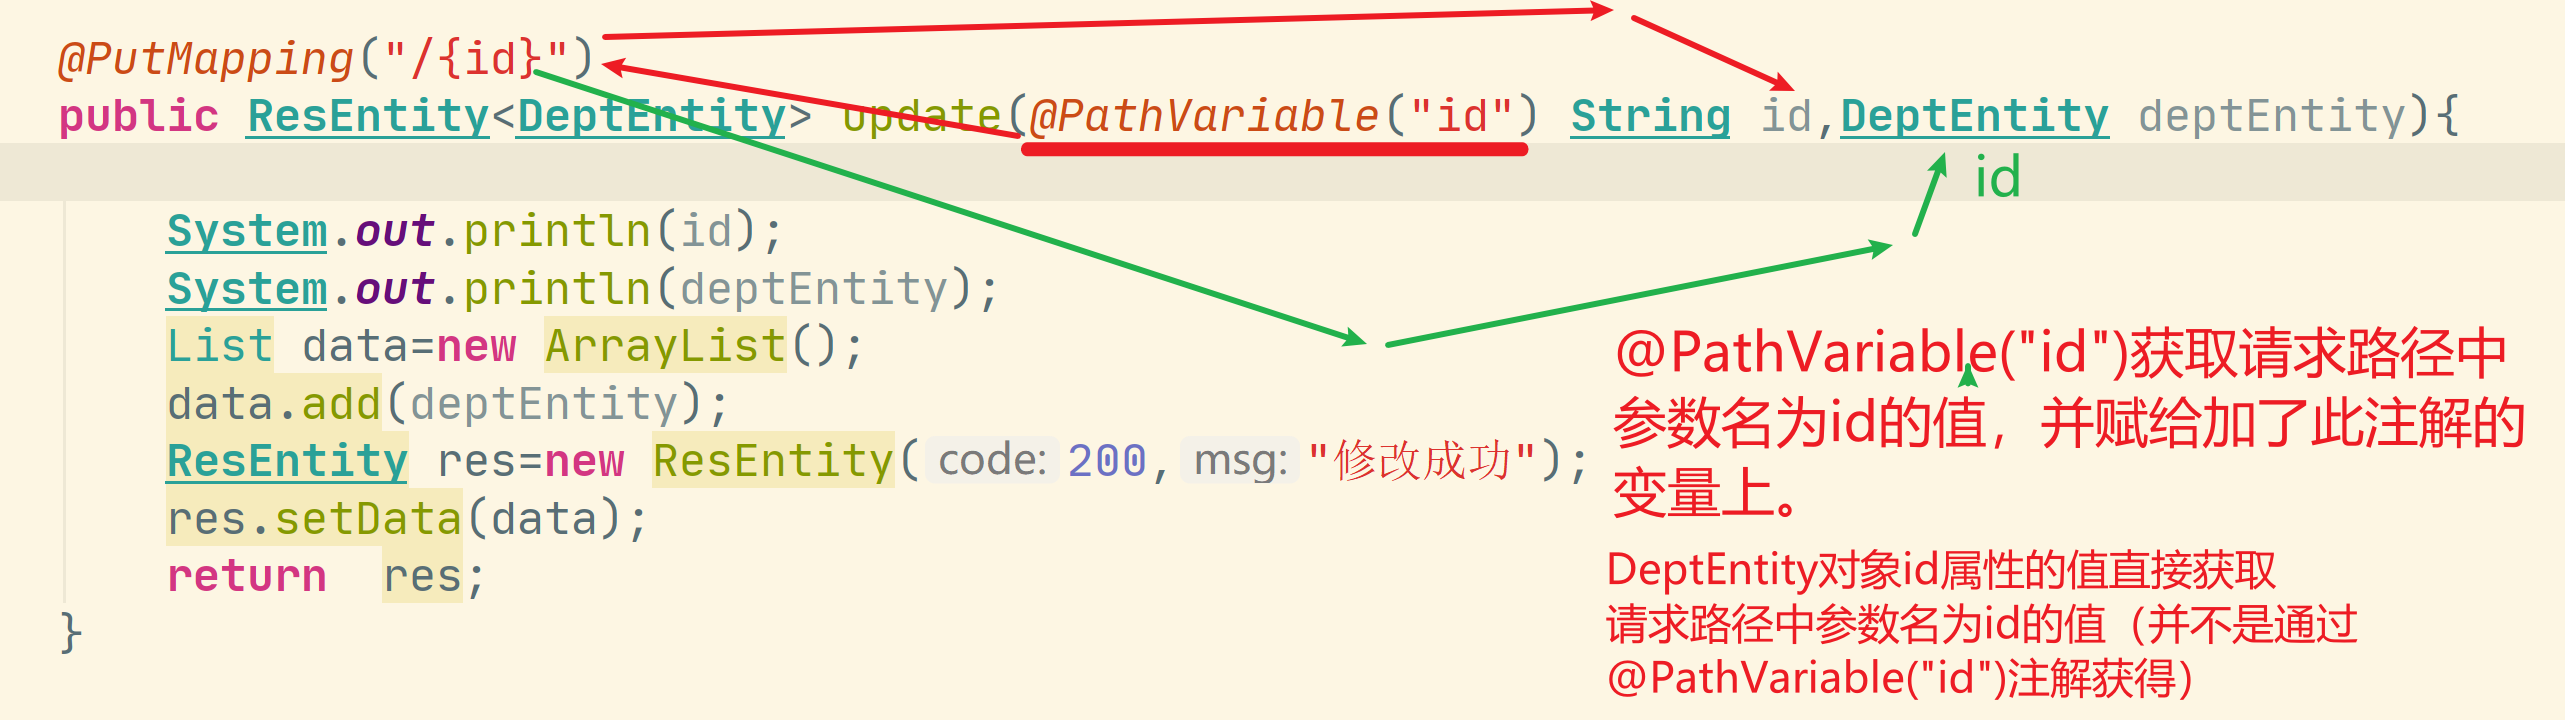 @PutMapping("/{id}")
public ResEntity<DeptEntity> update(@PathVariable("id") String id,DeptEntity deptEntity){
id
System.out.println(id);
System.out.println(deptEntity);
List data=new ArrayList();
data.add(deptEntity);
ResEntity res=new ResEntity( code: 200, msg: "修改成功");
res.setData(data);
return res;
}
@PathVariable("id")获取请求路径中
参数名为id的值，并赋给加了此注解的
变量上。
DeptEntity对象id属性的值直接获取
请求路径中参数名为id的值（并不是通过
@PathVariable("id")注解获得）